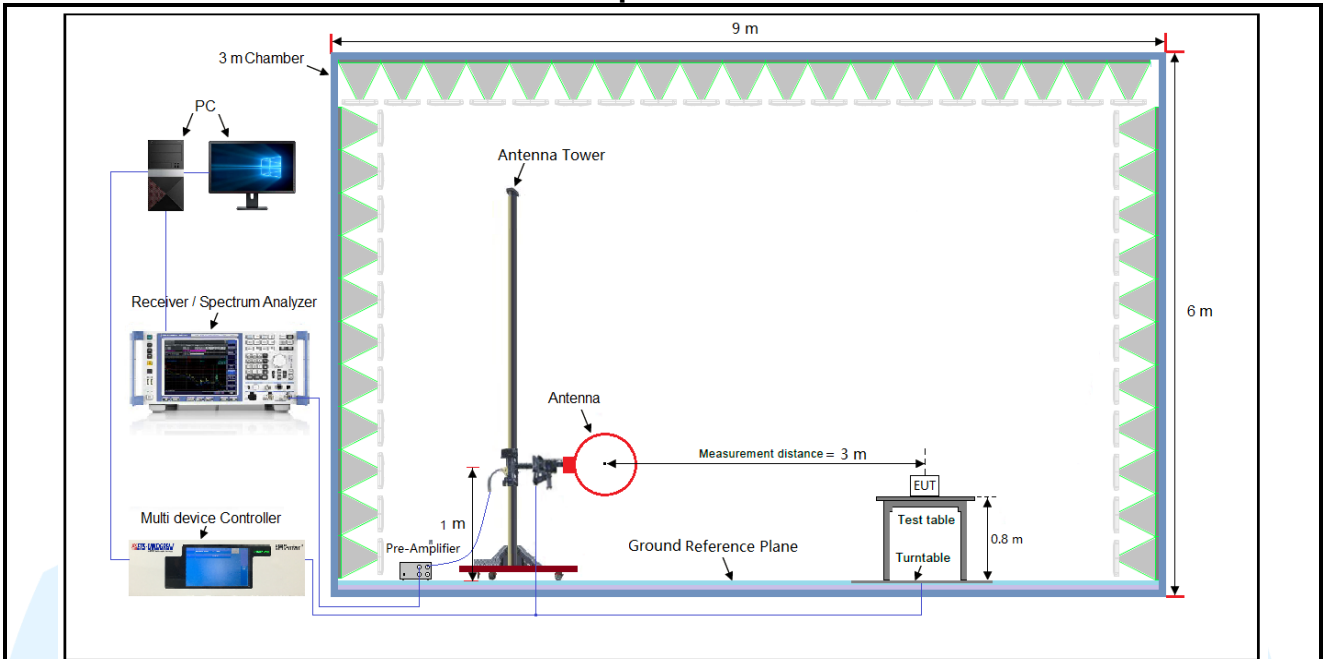 9 m
3 m Chamber
PC
Antenna Tower
Receiver / Spectrum Analyzer
6 m
Antenna
Measurement distance = 3 m
EUT
Multi device Controller
1 m
Test table
Pre-Amplifier
Ground Reference Plane
0.8 m
Turntable